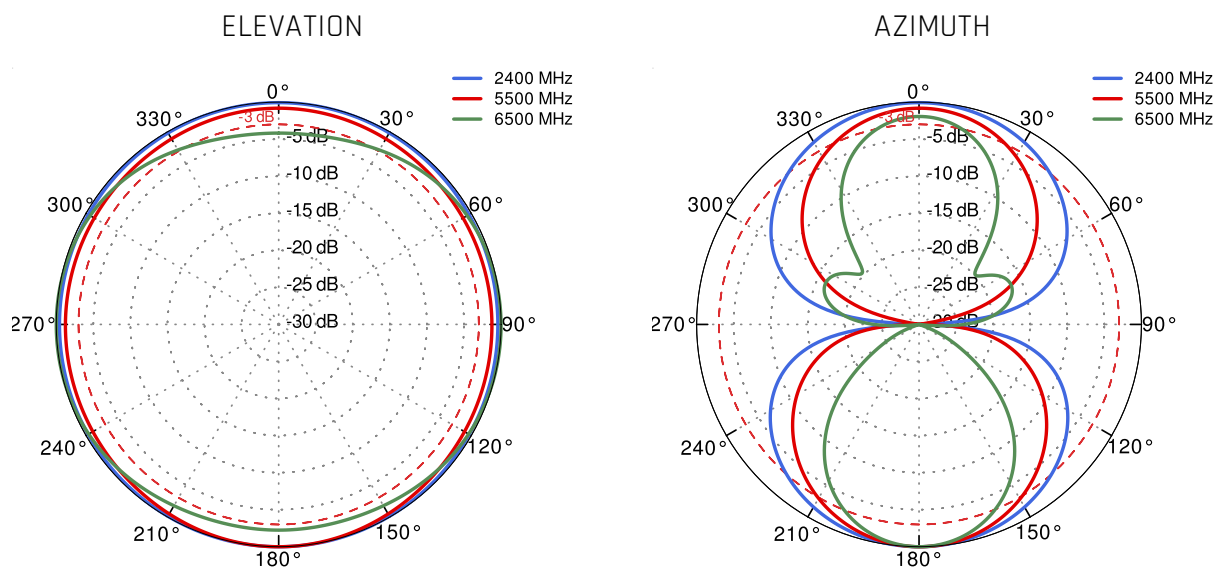 ELEVATION
2400 MHz
5500 MHz
6500 MHz
0°
330°
30°
-3 dB
-5 dB
-10 dB
300°
60°
-15 dB
-20 dB
-25 dB
-30 dB
270°
90°
240°
120°
210°
150°
180°
AZIMUTH
2400 MHz
5500 MHz
6500 MHz
0°
330°
30°
-3 dB
-5 dB
-10 dB
300°
60°
-15 dB
-20 dB
-25 dB
-30 dB
270°
90°
240°
120°
210°
150°
180°